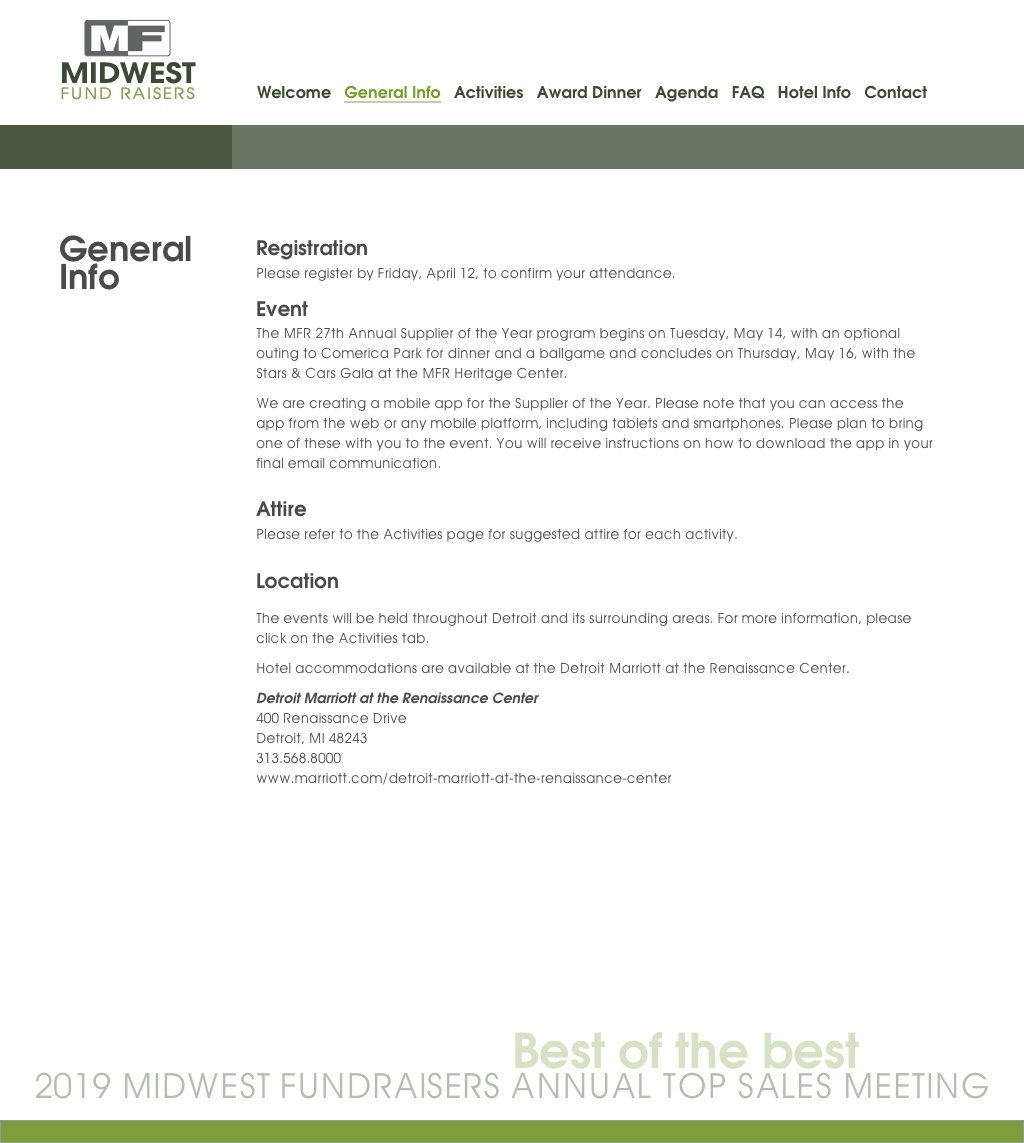 MF
MIDWEST
FUND RAISERS
Welcome General Info Activities Award Dinner Agenda FAQ Hotel Info Contact
General
Info
Registration
Please register by Friday, April 12, to confirm your attendance.
Event
The MFR 27th Annual Supplier of the Year program begins on Tuesday, May 14, with an optional
outing to Comerica Park for dinner and a ballgame and concludes on Thursday, May 16, with the
Stars & Cars Gala at the MFR Heritage Center.
We are creating a mobile app for the Supplier of the Year. Please note that you can access the
app from the web or any mobile platform, including tablets and smartphones. Please plan to bring
one of these with you to the event. You will receive instructions on how to download the app in your
final email communication.
Attire
Please refer to the Activities page for suggested attire for each activity.
Location
The events will be held throughout Detroit and its surrounding areas. For more information, please
click on the Activities tab.
Hotel accommodations are available at the Detroit Marriott at the Renaissance Center.
Detroit Marriott at the Renaissance Center
400 Renaissance Drive
Detroit, MI 48243
313.568.8000
www.marriott.com/detroit-marriott-at-the-renaissance-center
Best of the best
2019 MIDWEST FUNDRAISERS ANNUAL TOP SALES MEETING